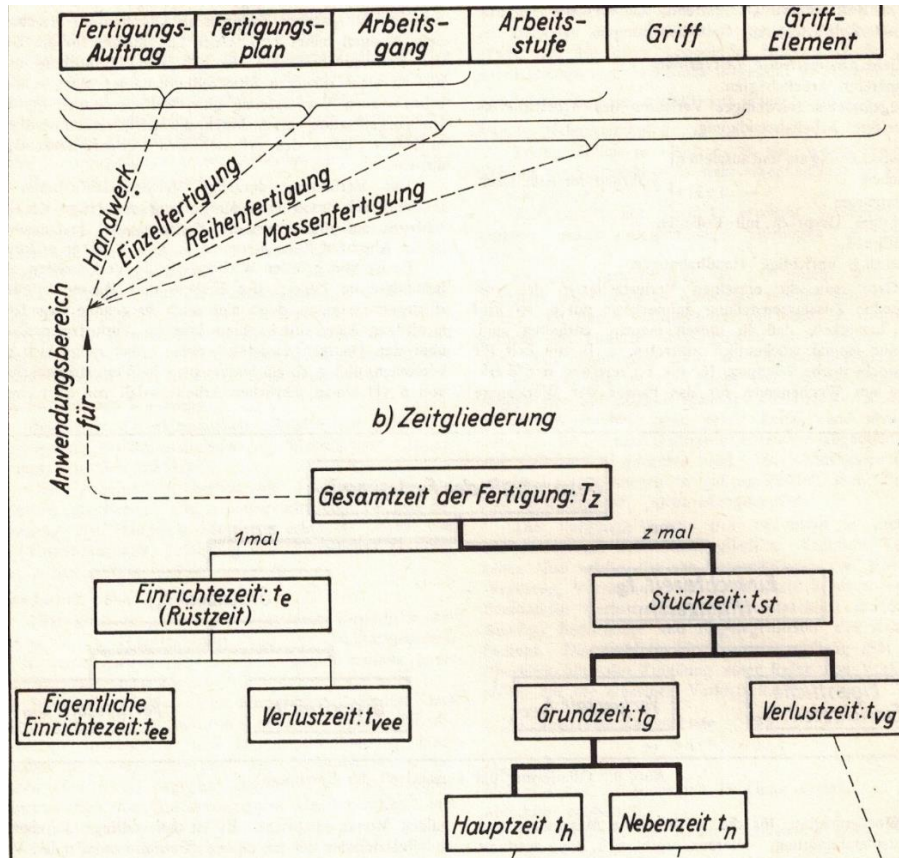 Fertigungs-
Auftrag
Fertigungs-
plan
Arbeits-
gang
Arbeits-
stufe
Griff
Griff-
Element
Handwerk
Einzelfertigung
Reihenfertigung
Massenfertigung
Anwendungsbereich
für
b) Zeitgliederung
Gesamtzeit der Fertigung: Tz
1mal
z mal
Einrichtezeit: te
(Rüstzeit)
Stückzeit: tst
Eigentliche
Einrichtezeit: tee
Verlustzeit: tvee
Grundzeit: tg
Verlustzeit: tvg
Hauptzeit th
Nebenzeit tn